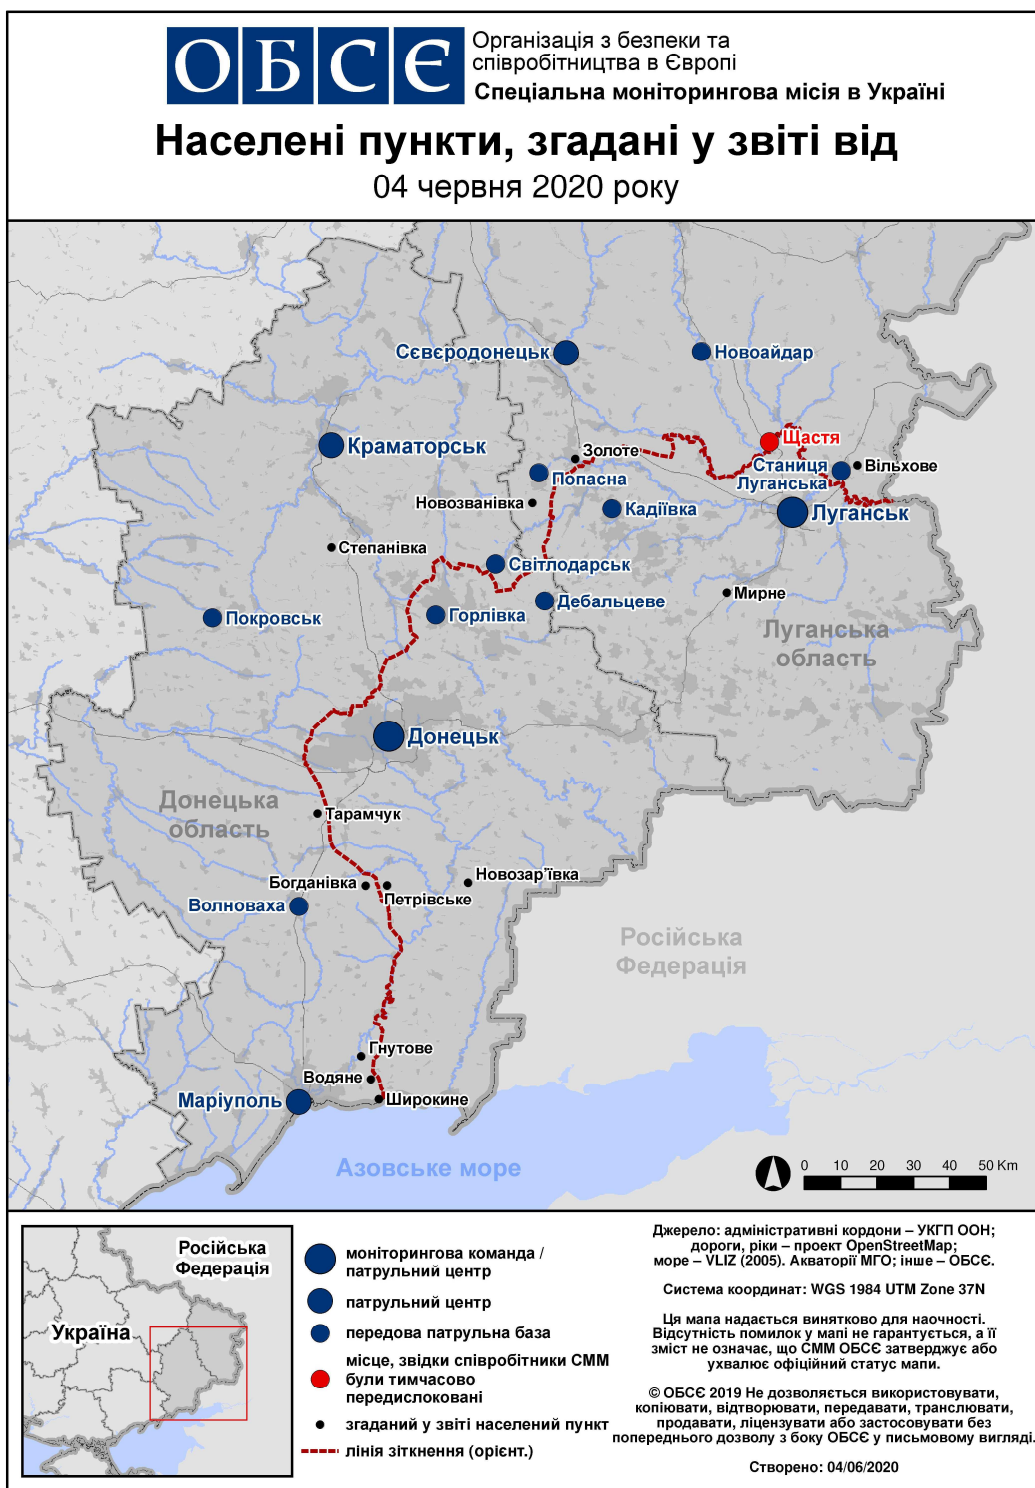 ОБСЄ
Організація з безпеки та
співробітництва в Європі
Спеціальна моніторингова місія в Україні
Населені пункти, згадані у звіті від
04 червня 2020 року
Сєвєродонецьк
Новоайдар
Краматорськ
Щастя
Золоте
Станиця
Луганська
Вільхове
Попасна
Новозванівка
Кадіївка
Луганськ
Степанівка
Світлодарськ
Мирне
Дебальцеве
Покровськ
Горлівка
Луганська
область
Донецьк
Донецька
область
Тарамчук
Новозар'ївка
Богданівка
Петрівське
Волноваха
Російська
Федерація
Гнутове
Водяне
Маріуполь
Широкине
Азовське море
0 10 20 30 40 50 Km
Російська
Федерація
Україна
моніторингова команда /
патрульний центр
патрульний центр
передова патрульна база
місце, звідки співробітники СММ
були тимчасово
передислоковані
згаданий у звіті населений пункт
лінія зіткнення (орієнт.)
Джерело: адміністративні кордони – УКГП ООН;
дороги, ріки – проект OpenStreetMap;
море – VLIZ (2005). Акваторії МГО; інше – ОБСЄ.
Система координат: WGS 1984 UTM Zone 37N
Ця мапа надається винятково для наочності.
Відсутність помилок у мапі не гарантується, а її
зміст не означає, що СММ ОБСЄ затверджує або
ухвалює офіційний статус мапи.
© ОБСЄ 2019 Не дозволяється використовувати,
копіювати, відтворювати, передавати, транслювати,
продавати, ліцензувати або застосовувати без
попереднього дозволу з боку ОБСЄ у письмовому вигляді.
Створено: 04/06/2020